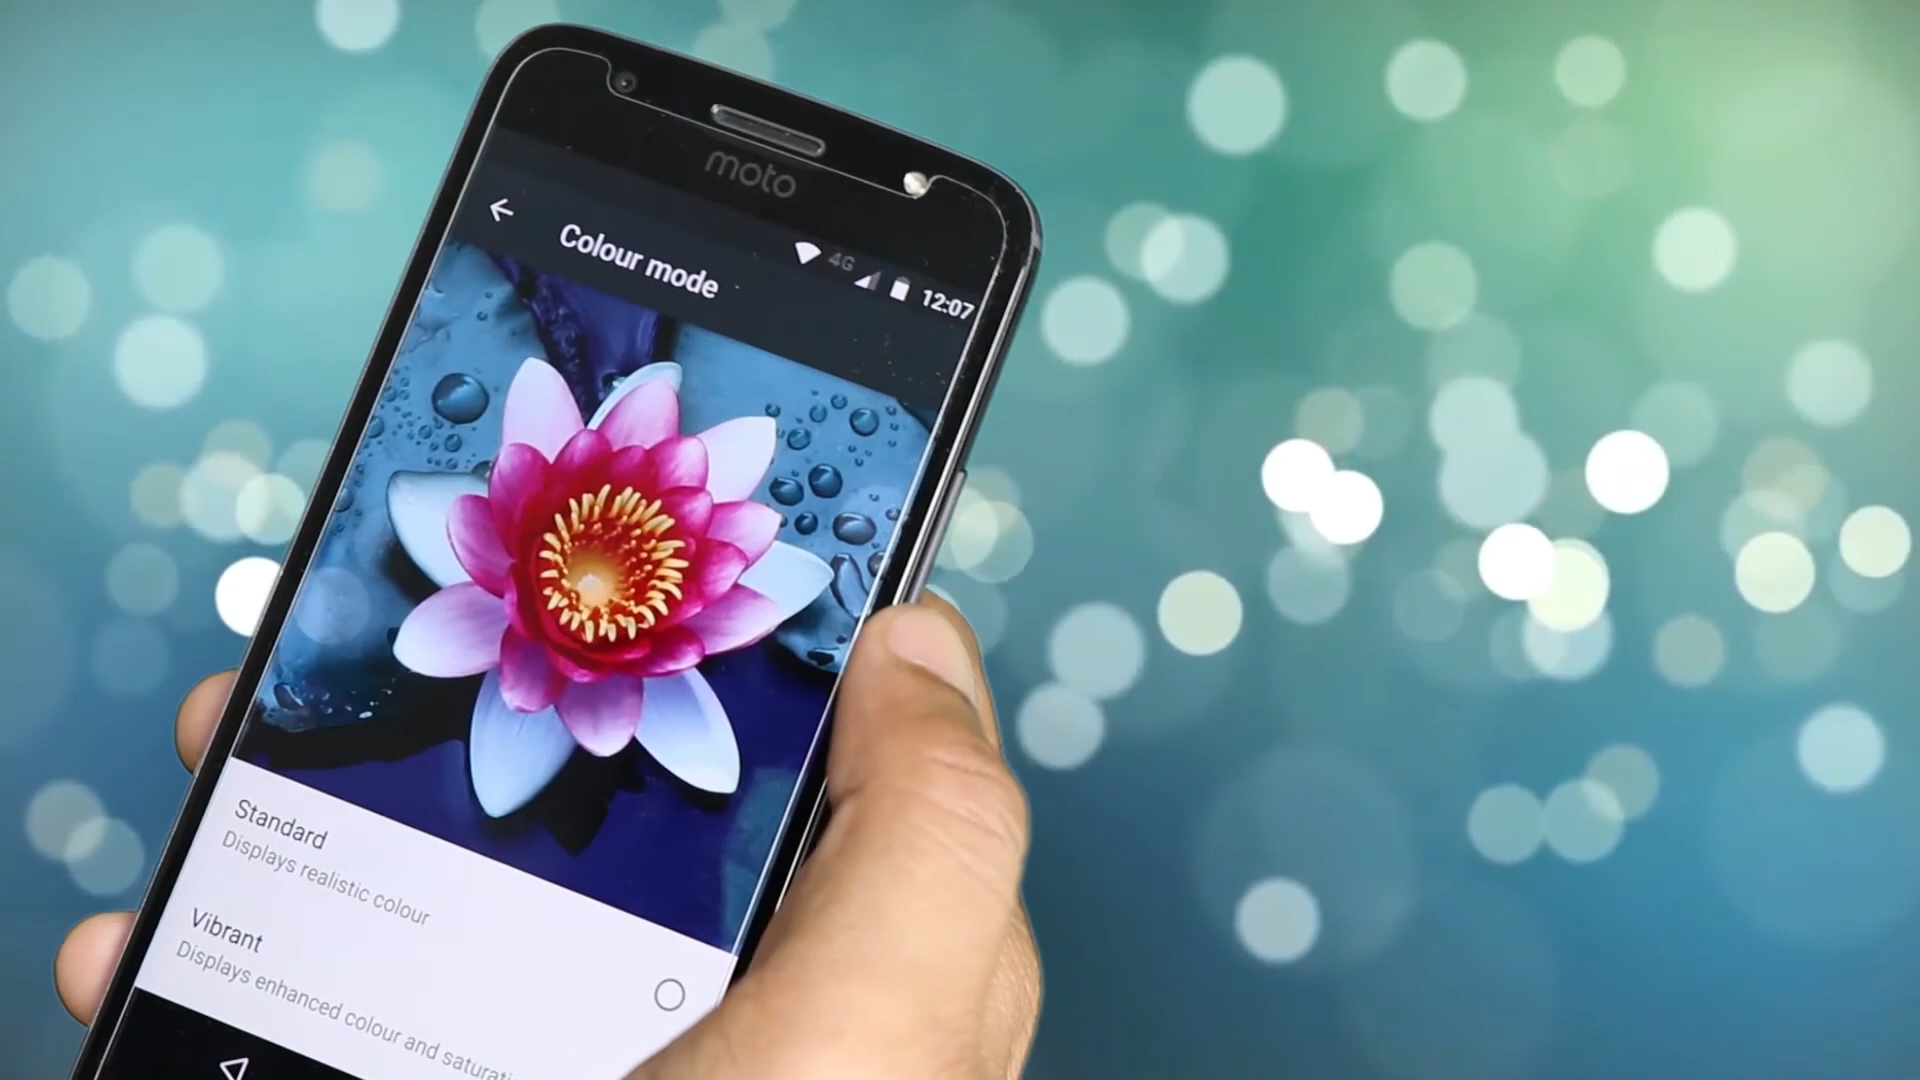 moto
4G
12:07
Colour mode
Standard
Displays realistic colour
Vibrant
Displays enhanced colour and